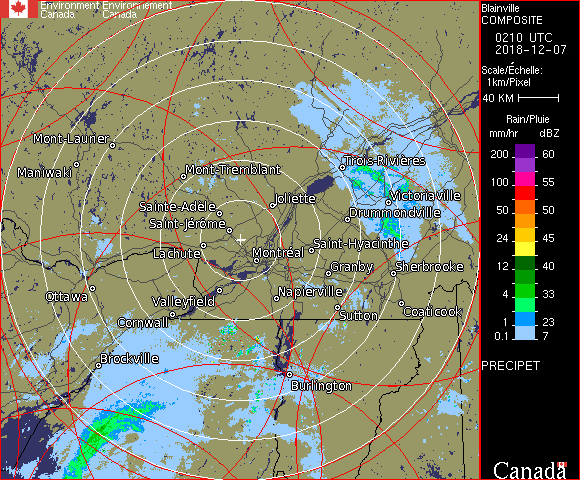 Environment Environnement
Canada Canada
Blainville
COMPOSITE
0210 UTC
2018-12-07
Scale/Échelle:
1km/Pixel
40 KM
Rain/Pluie
mm/hr dBZ
200 60
100 55
50 50
24 45
12 40
4 33
1 23
0.1 7
PRECIPET
Canada
Mont-Laurier
Maniwaki
Mont-Tremblant
Trois-Rivières
Joliette
Victoriaville
Sainte-Adèle
Drummondville
Saint-Jérôme
Saint-Hyacinthe
Lachute
Montréal
Granby
Sherbrooke
Ottawa
Valleyfield
Napierville
Coaticook
Cornwall
Sutton
Brockville
Burlington